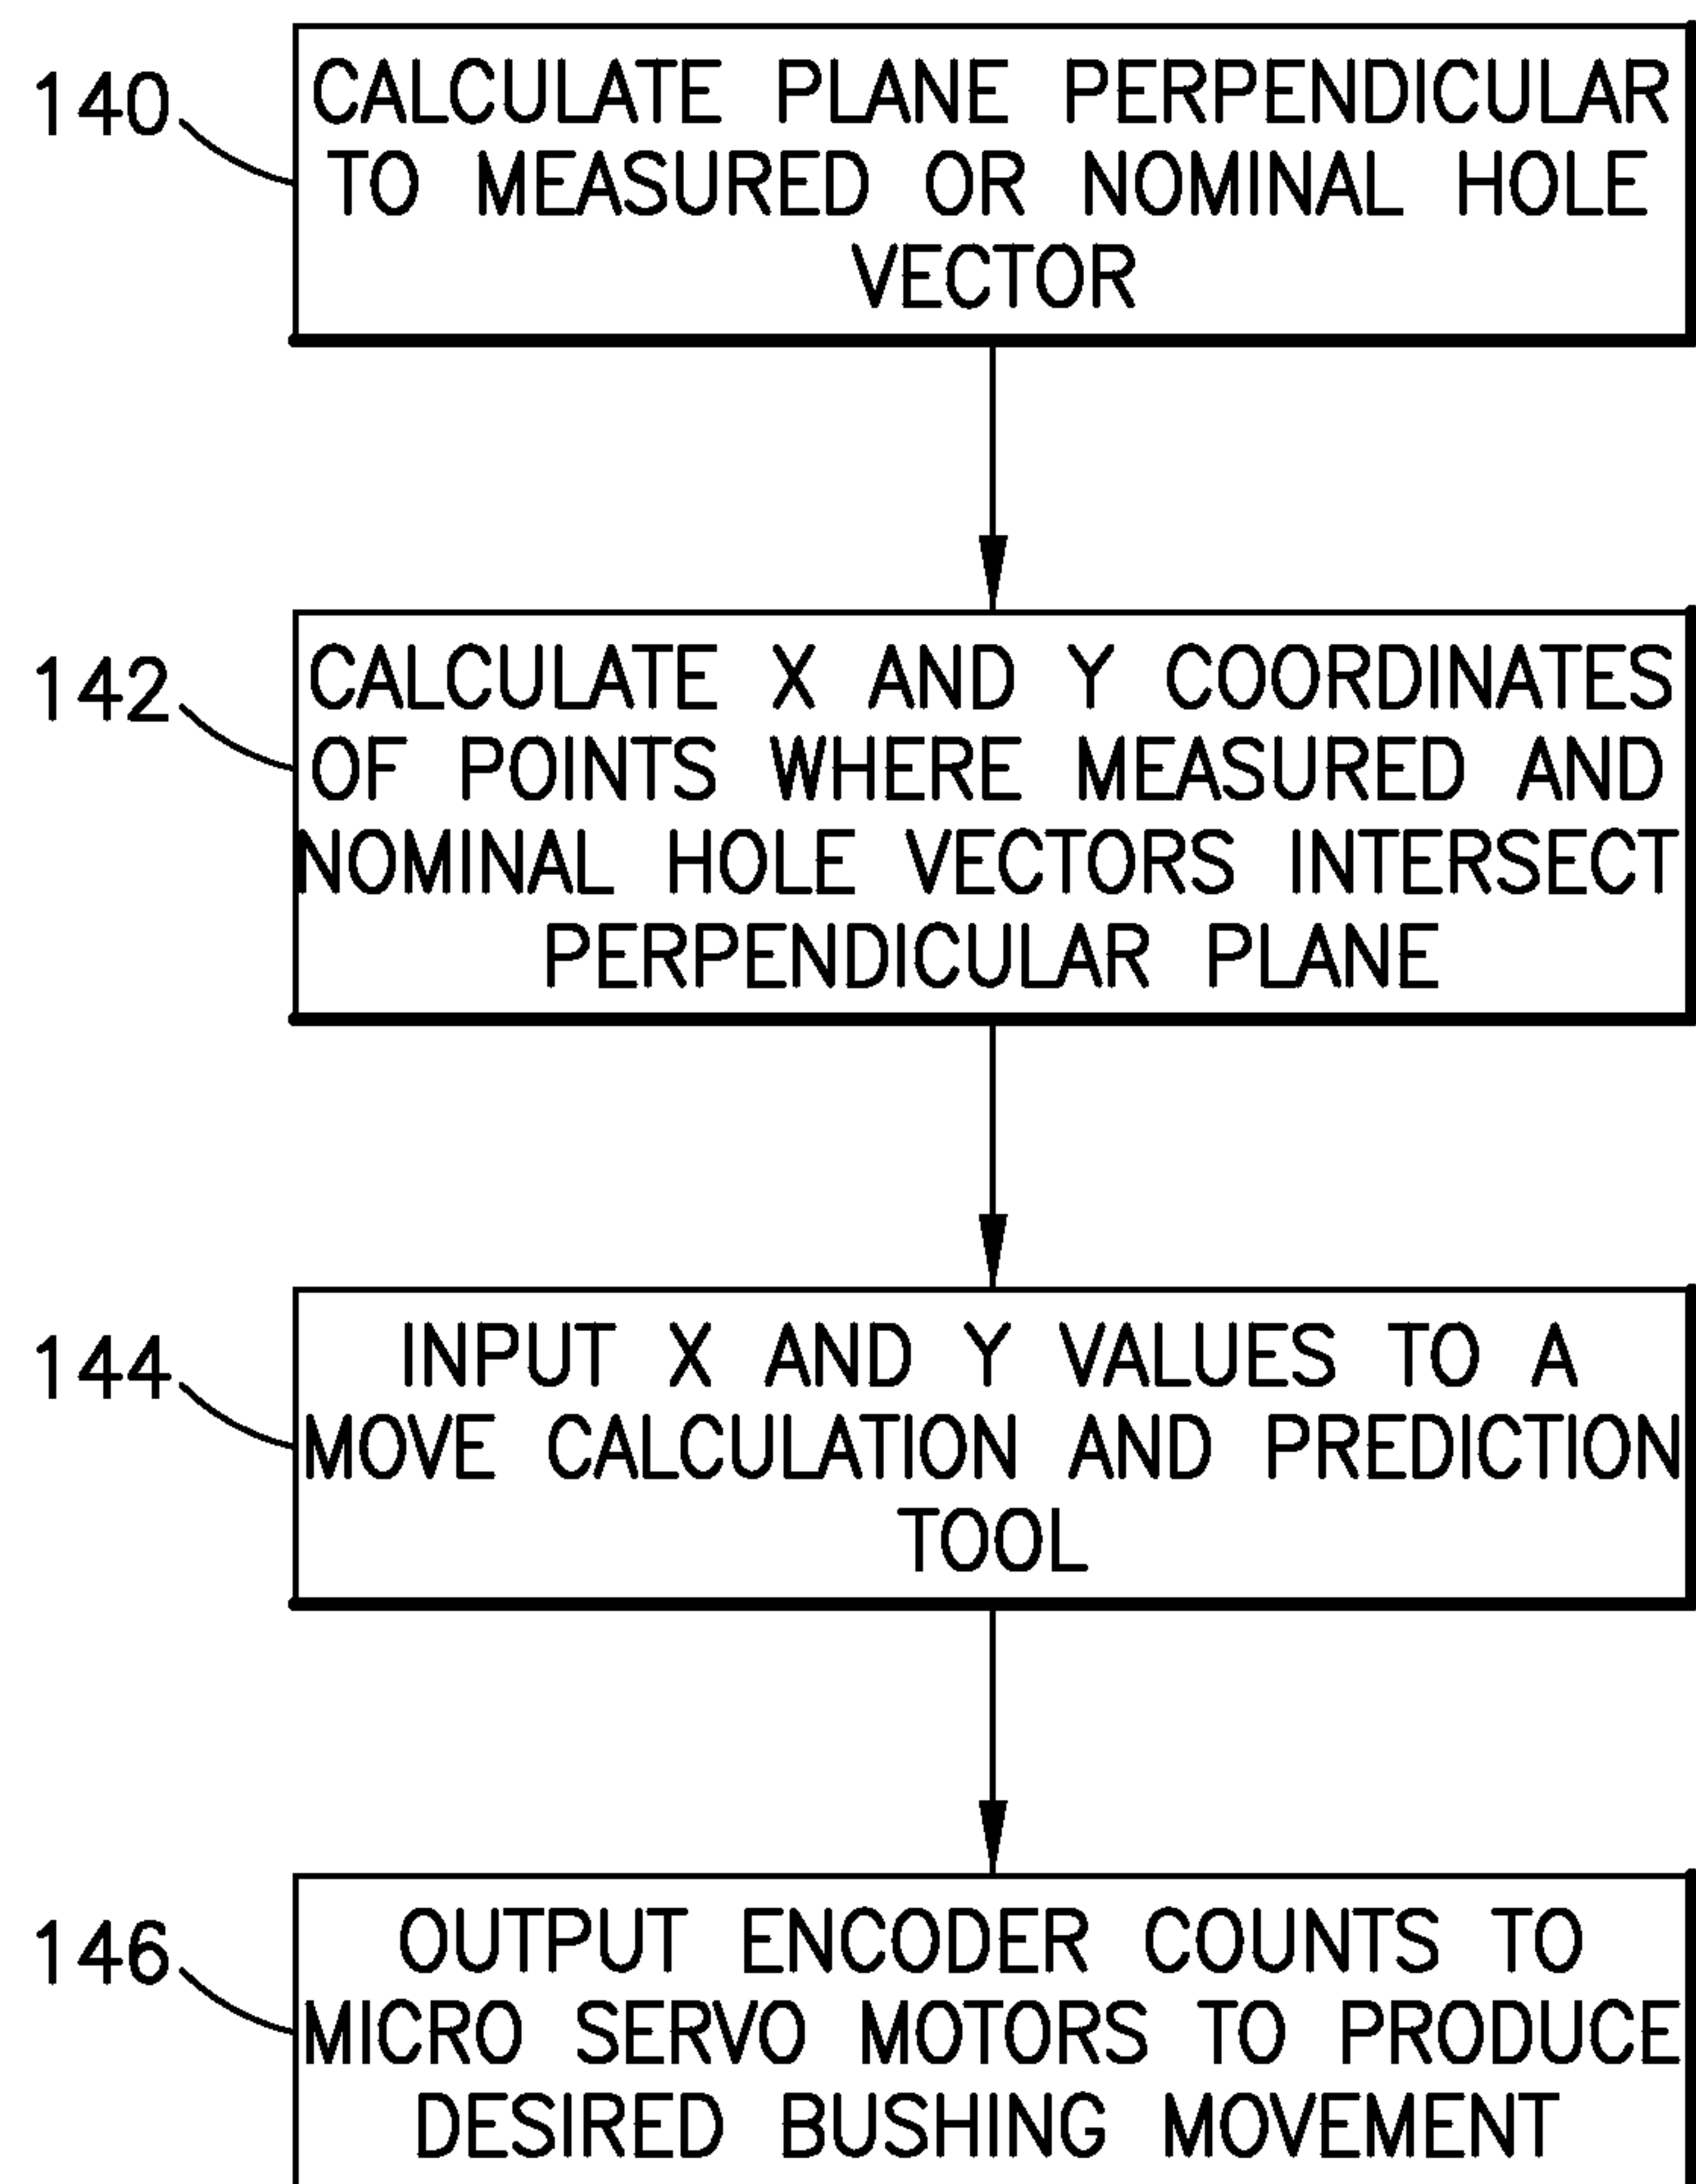 140
CALCULATE PLANE PERPENDICULAR
TO MEASURED OR NOMINAL HOLE
VECTOR
142
CALCULATE X AND Y COORDINATES
OF POINTS WHERE MEASURED AND
NOMINAL HOLE VECTORS INTERSECT
PERPENDICULAR PLANE
144
INPUT X AND Y VALUES TO A
MOVE CALCULATION AND PREDICTION
TOOL
146
OUTPUT ENCODER COUNTS TO
MICRO SERVO MOTORS TO PRODUCE
DESIRED BUSHING MOVEMENT